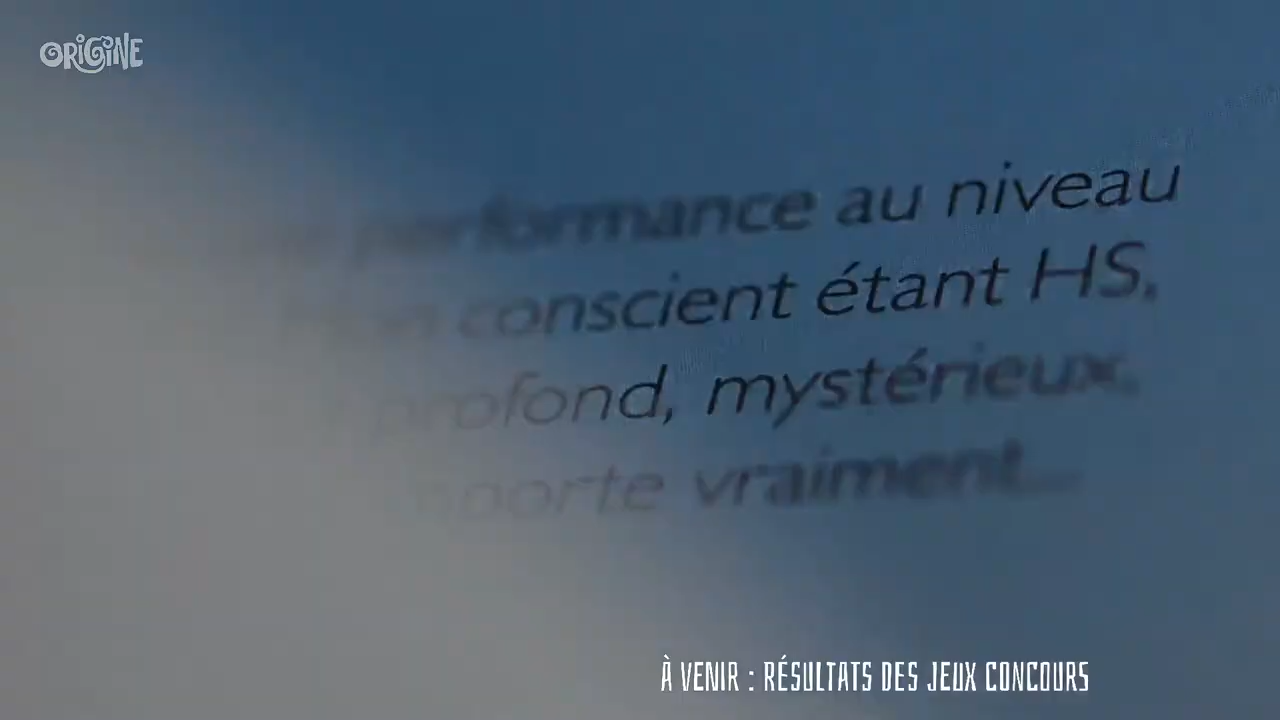 ORIGINE
performance au niveau
conscient étant HS,
profond, mystérieux,
vraiment...
À VENIR : RÉSULTATS DES JEUX CONCOURS